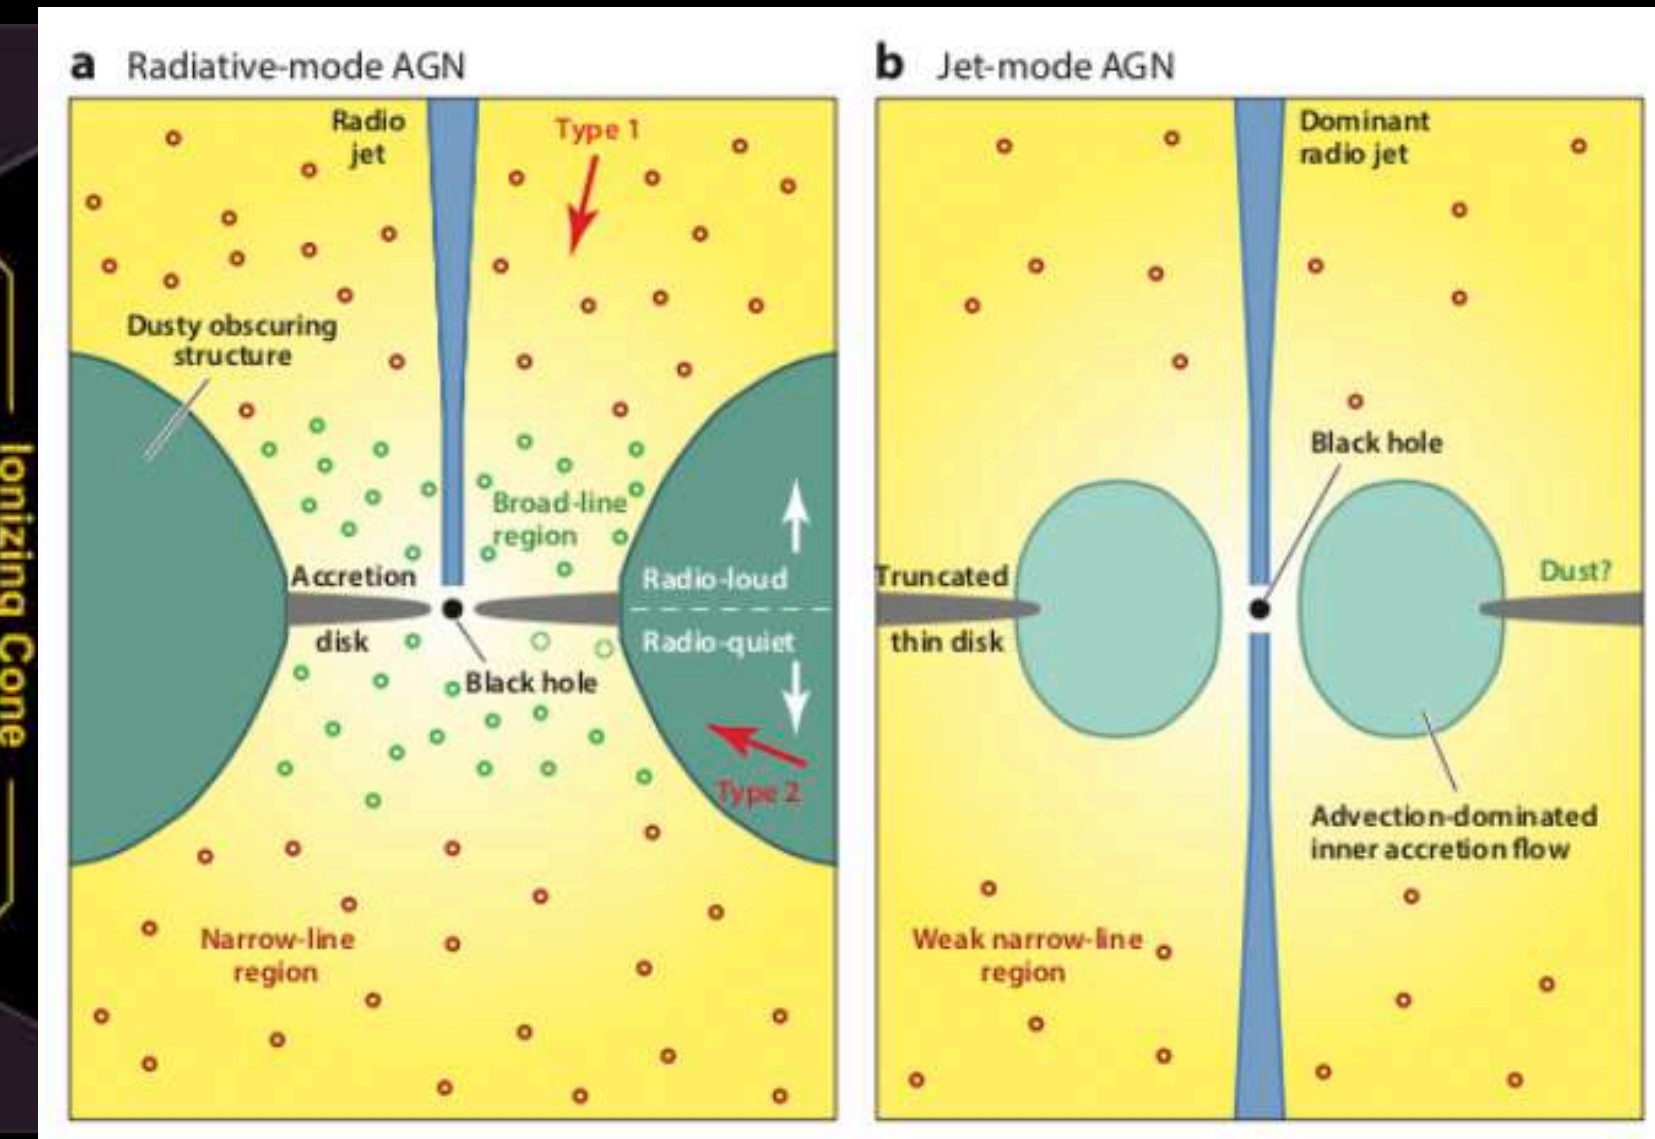 Ionizing Cone
a Radiative-mode AGN
Radio
jet
Type 1
Dusty obscuring
structure
Broad-line
region
Accretion
disk
Radio-loud
Radio-quiet
Black hole
Type 2
Narrow-line
region
b Jet-mode AGN
Dominant
radio jet
Black hole
Truncated
thin disk
Dust?
Advection-dominated
inner accretion flow
Weak narrow-line
region